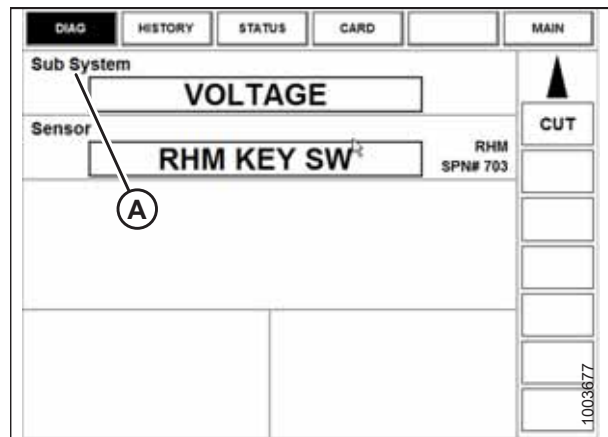 DIAG HISTORY STATUS CARD MAIN
Sub System
VOLTAGE
CUT
Sensor
RHM KEY SW
RHM
SPN# 703
A
1003677